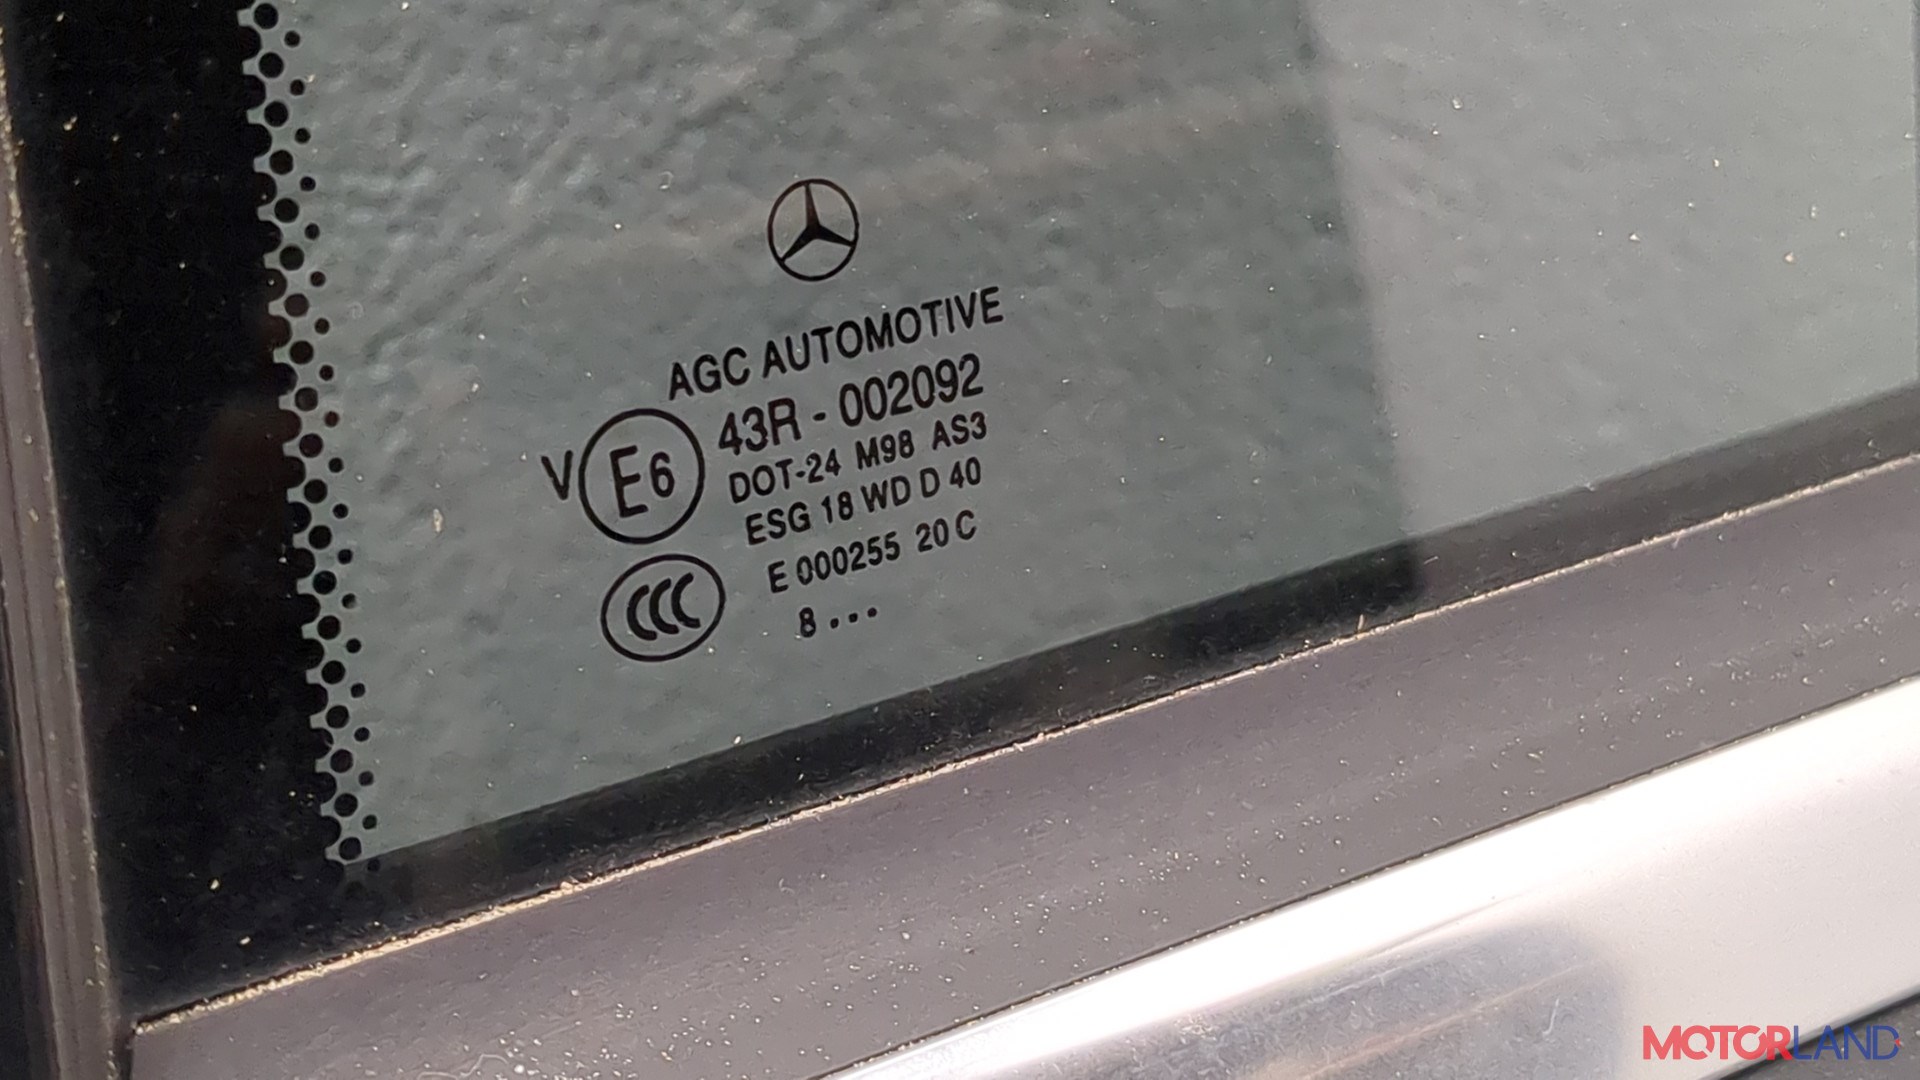 AGC AUTOMOTIVE
V E6 43R - 002092
DOT-24 M98 AS3
ESG 18 WD D 40
CCC E 000255 20 C
8...
MOTORLAND